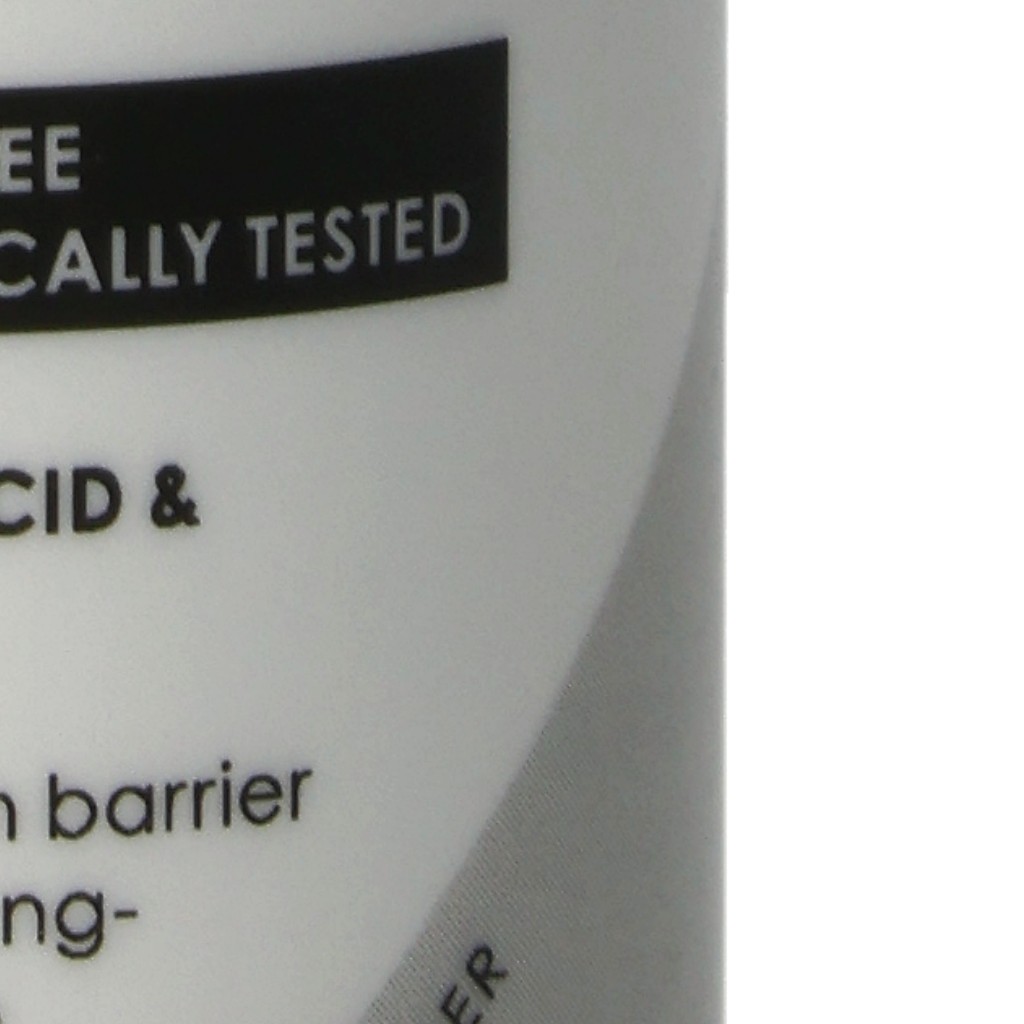 EE
CALLY TESTED
CID &
n barrier
ng-
ER